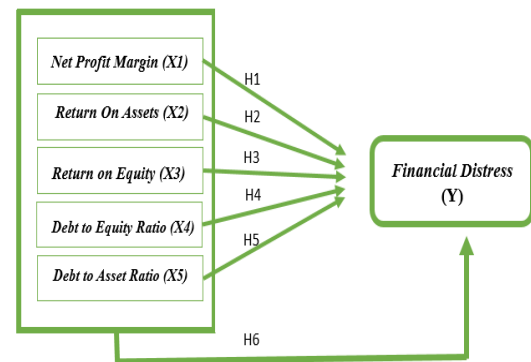 Net Profit Margin (X1)
H1
Return On Assets (X2)
H2
Return on Equity (X3)
H3
Debt to Equity Ratio (X4)
H4
Debt to Asset Ratio (X5)
H5
Financial Distress
(Y)
H6